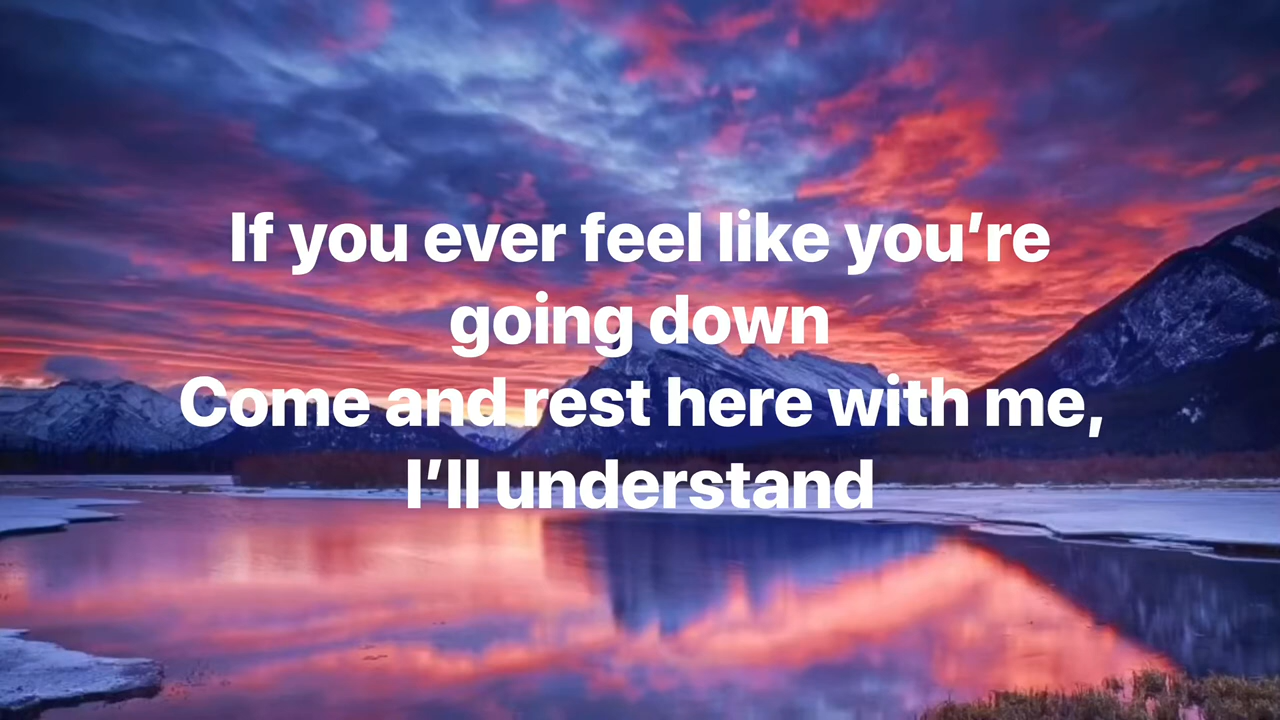 If you ever feel like you’re
going down
Come and rest here with me,
I’ll understand